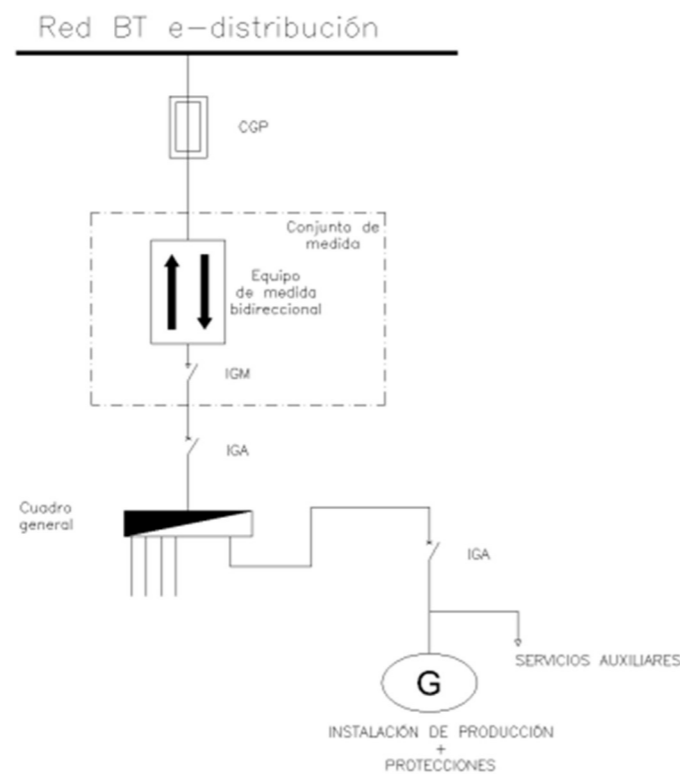 Red BT e-distribución
CGP
Conjunto de
medida
Equipo
de medida
bidireccional
IGM
IGA
Cuadro
general
IGA
SERVICIOS AUXILIARES
G
INSTALACIÓN DE PRODUCCIÓN
+
PROTECCIONES